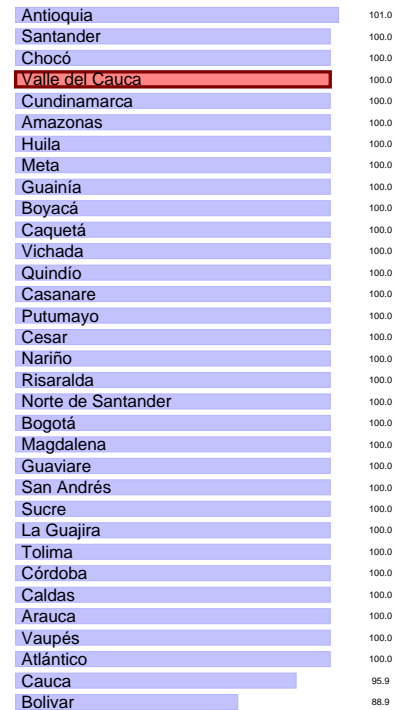 Antioquia 101.0
Santander 100.0
Chocó 100.0
Valle del Cauca 100.0
Cundinamarca 100.0
Amazonas 100.0
Huila 100.0
Meta 100.0
Guainía 100.0
Boyacá 100.0
Caquetá 100.0
Vichada 100.0
Quindío 100.0
Casanare 100.0
Putumayo 100.0
Cesar 100.0
Nariño 100.0
Risaralda 100.0
Norte de Santander 100.0
Bogotá 100.0
Magdalena 100.0
Guaviare 100.0
San Andrés 100.0
Sucre 100.0
La Guajira 100.0
Tolima 100.0
Córdoba 100.0
Caldas 100.0
Arauca 100.0
Vaupés 100.0
Atlántico 100.0
Cauca 95.9
Bolivar 88.9